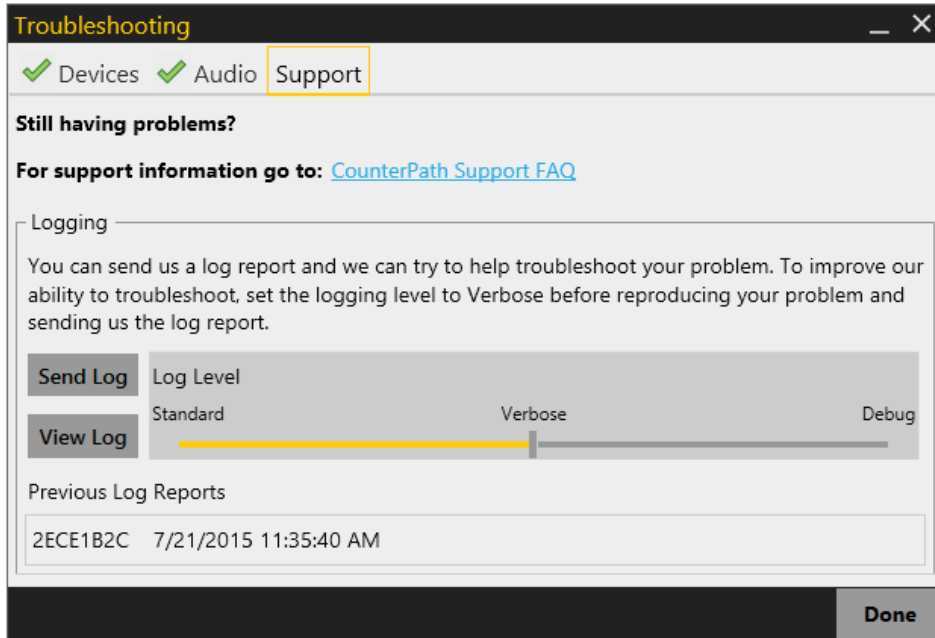 Troubleshooting
Devices Audio Support
Still having problems?
For support information go to: CounterPath Support FAQ
Logging
You can send us a log report and we can try to help troubleshoot your problem. To improve our
ability to troubleshoot, set the logging level to Verbose before reproducing your problem and
sending us the log report.
Send Log
Log Level
Standard Verbose Debug
View Log
Previous Log Reports
2ECE1B2C 7/21/2015 11:35:40 AM
Done